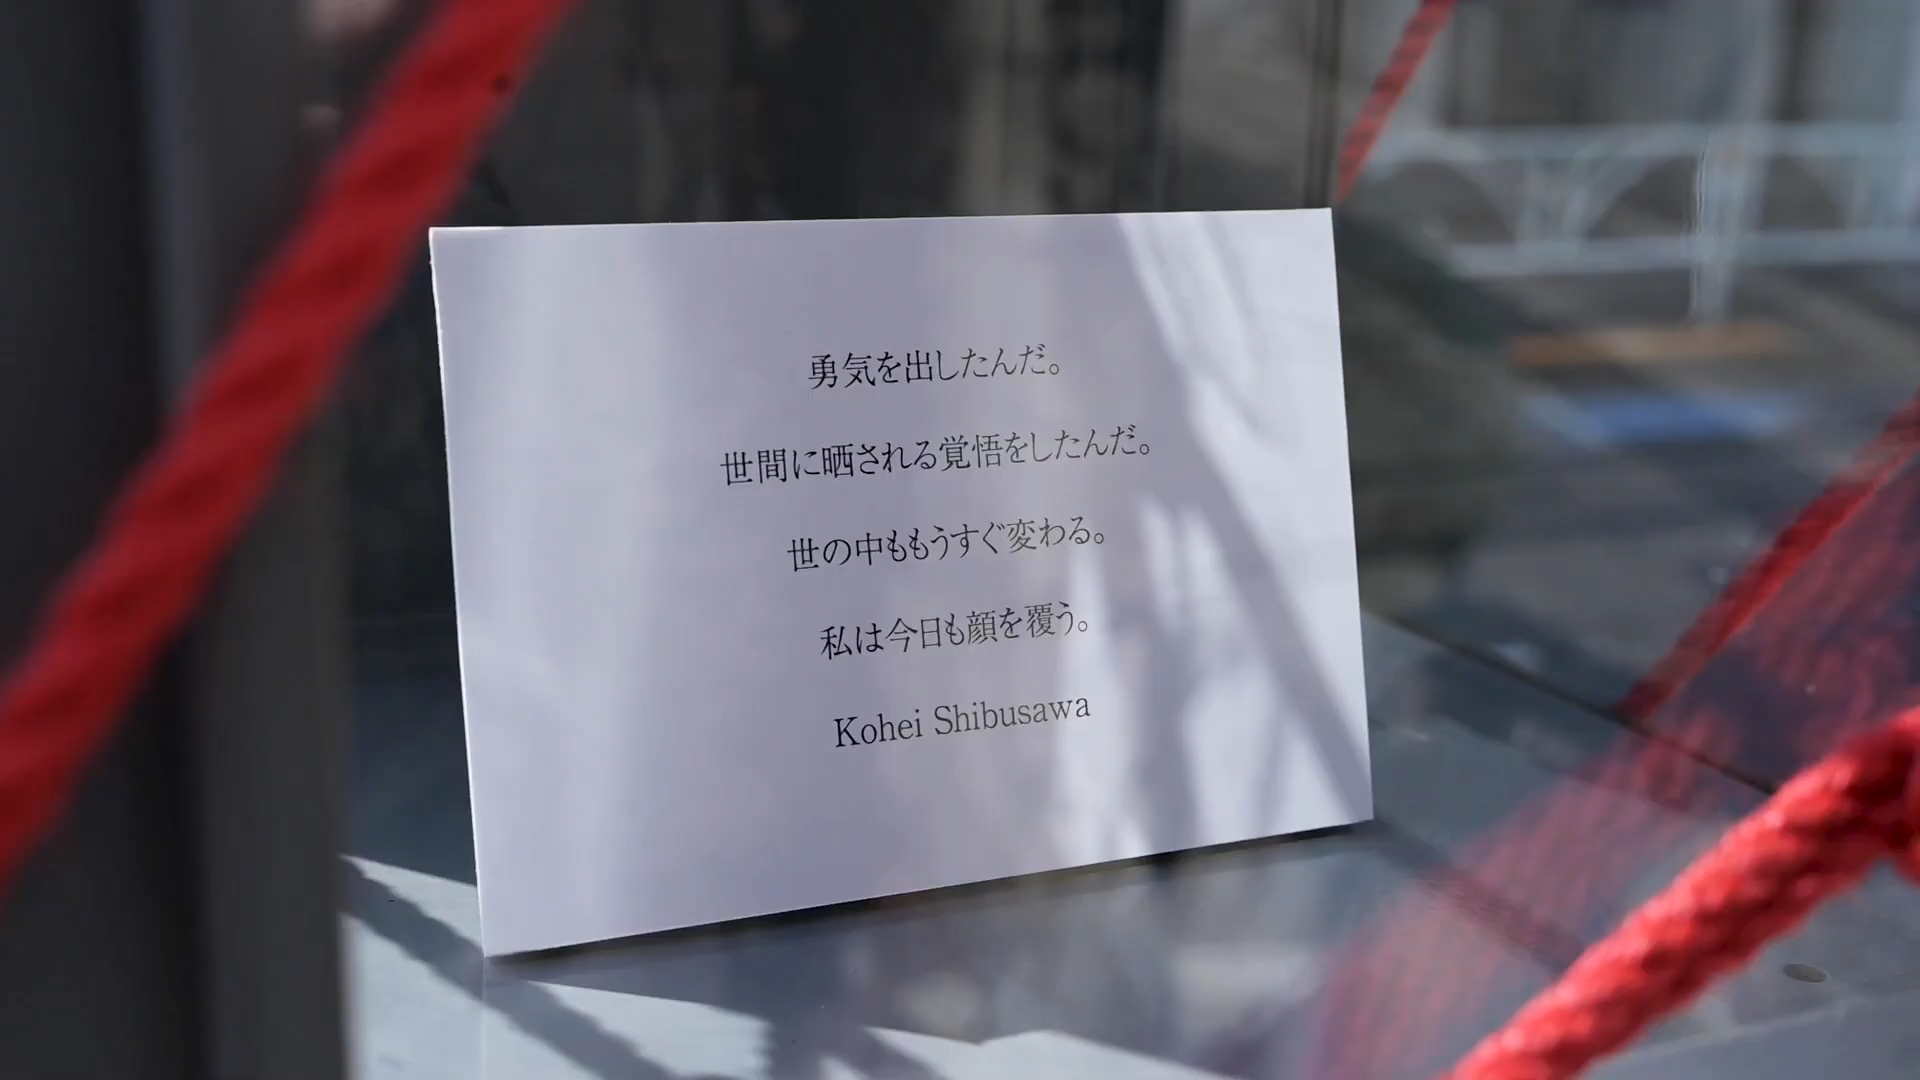 勇気を出したんだ。
世間に晒される覚悟をしたんだ。
世の中ももうすぐ変わる。
私は今日も顔を覆う。
Kohei Shibusawa